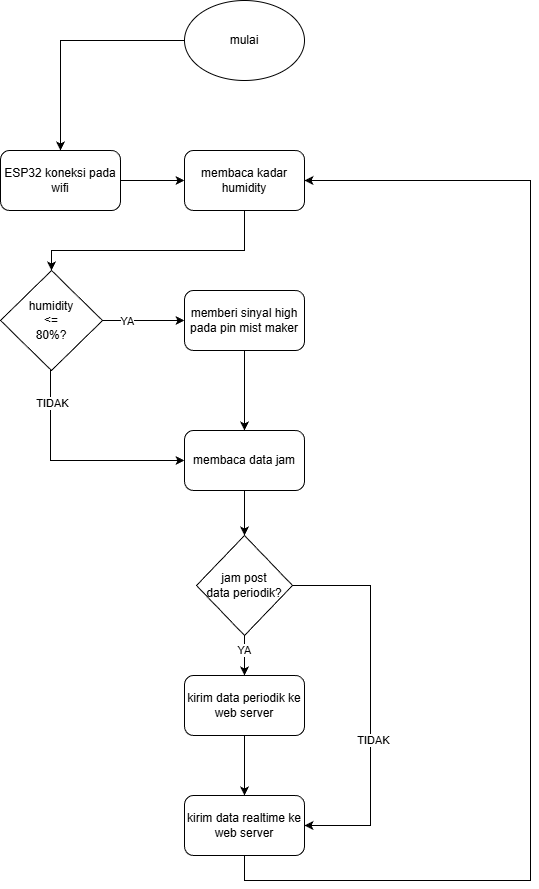 mulai
ESP32 koneksi pada
wifi
membaca kadar
humidity
humidity
<=
80%?
YA
memberi sinyal high
pada pin mist maker
TIDAK
membaca data jam
jam post
data periodik?
YA
kirim data periodik ke
web server
TIDAK
kirim data realtime ke
web server